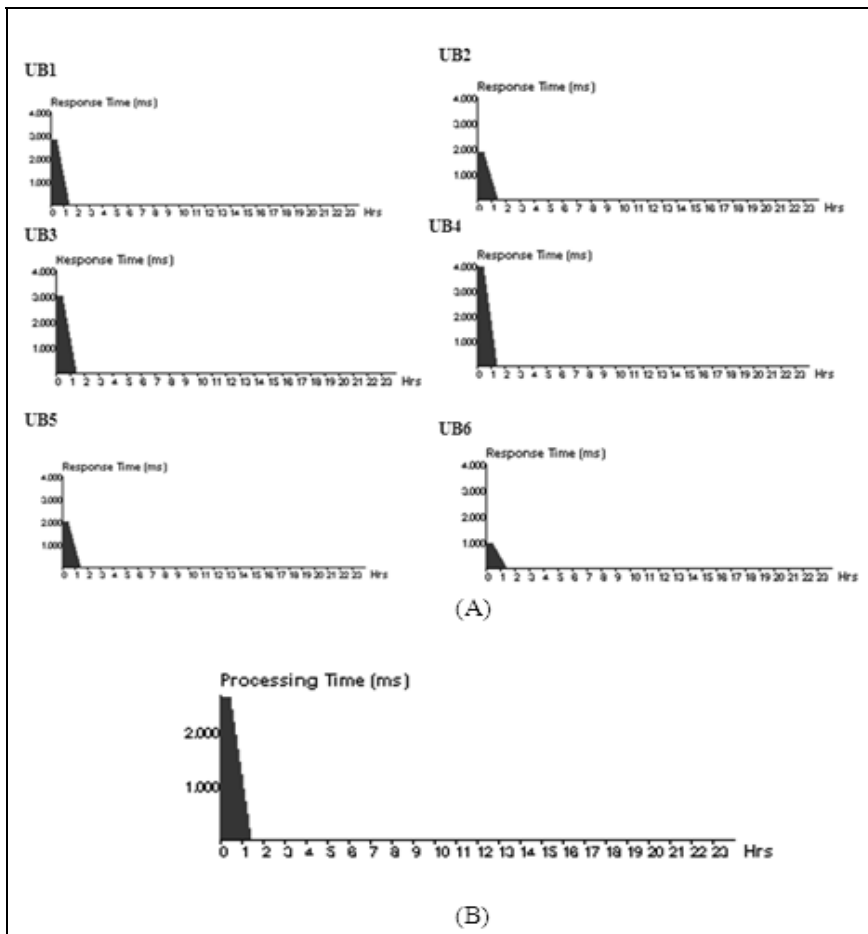 UB1
Response Time (ms)
4.000
3.000
2.000
1.000
0 1 2 3 4 5 6 7 8 9 10 11 12 13 14 15 16 17 18 19 20 21 22 23 Hrs
UB2
Response Time (ms)
4.000
3.000
2.000
1.000
0 1 2 3 4 5 6 7 8 9 10 11 12 13 14 15 16 17 18 19 20 21 22 23 Hrs
UB3
Response Time (ms)
4.000
3.000
2.000
1.000
0 1 2 3 4 5 6 7 8 9 10 11 12 13 14 15 16 17 18 19 20 21 22 23 Hrs
UB4
Response Time (ms)
4.000
3.000
2.000
1.000
0 1 2 3 4 5 6 7 8 9 10 11 12 13 14 15 16 17 18 19 20 21 22 23 Hrs
UB5
Response Time (ms)
4.000
3.000
2.000
1.000
0 1 2 3 4 5 6 7 8 9 10 11 12 13 14 15 16 17 18 19 20 21 22 23 Hrs
UB6
Response Time (ms)
4.000
3.000
2.000
1.000
0 1 2 3 4 5 6 7 8 9 10 11 12 13 14 15 16 17 18 19 20 21 22 23 Hrs
(A)
Processing Time (ms)
2.000
1.000
0 1 2 3 4 5 6 7 8 9 10 11 12 13 14 15 16 17 18 19 20 21 22 23 Hrs
(B)